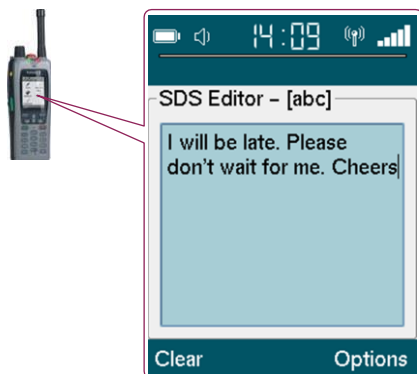 14:09
SDS Editor – [abc]
I will be late. Please
don't wait for me. Cheers
Clear
Options